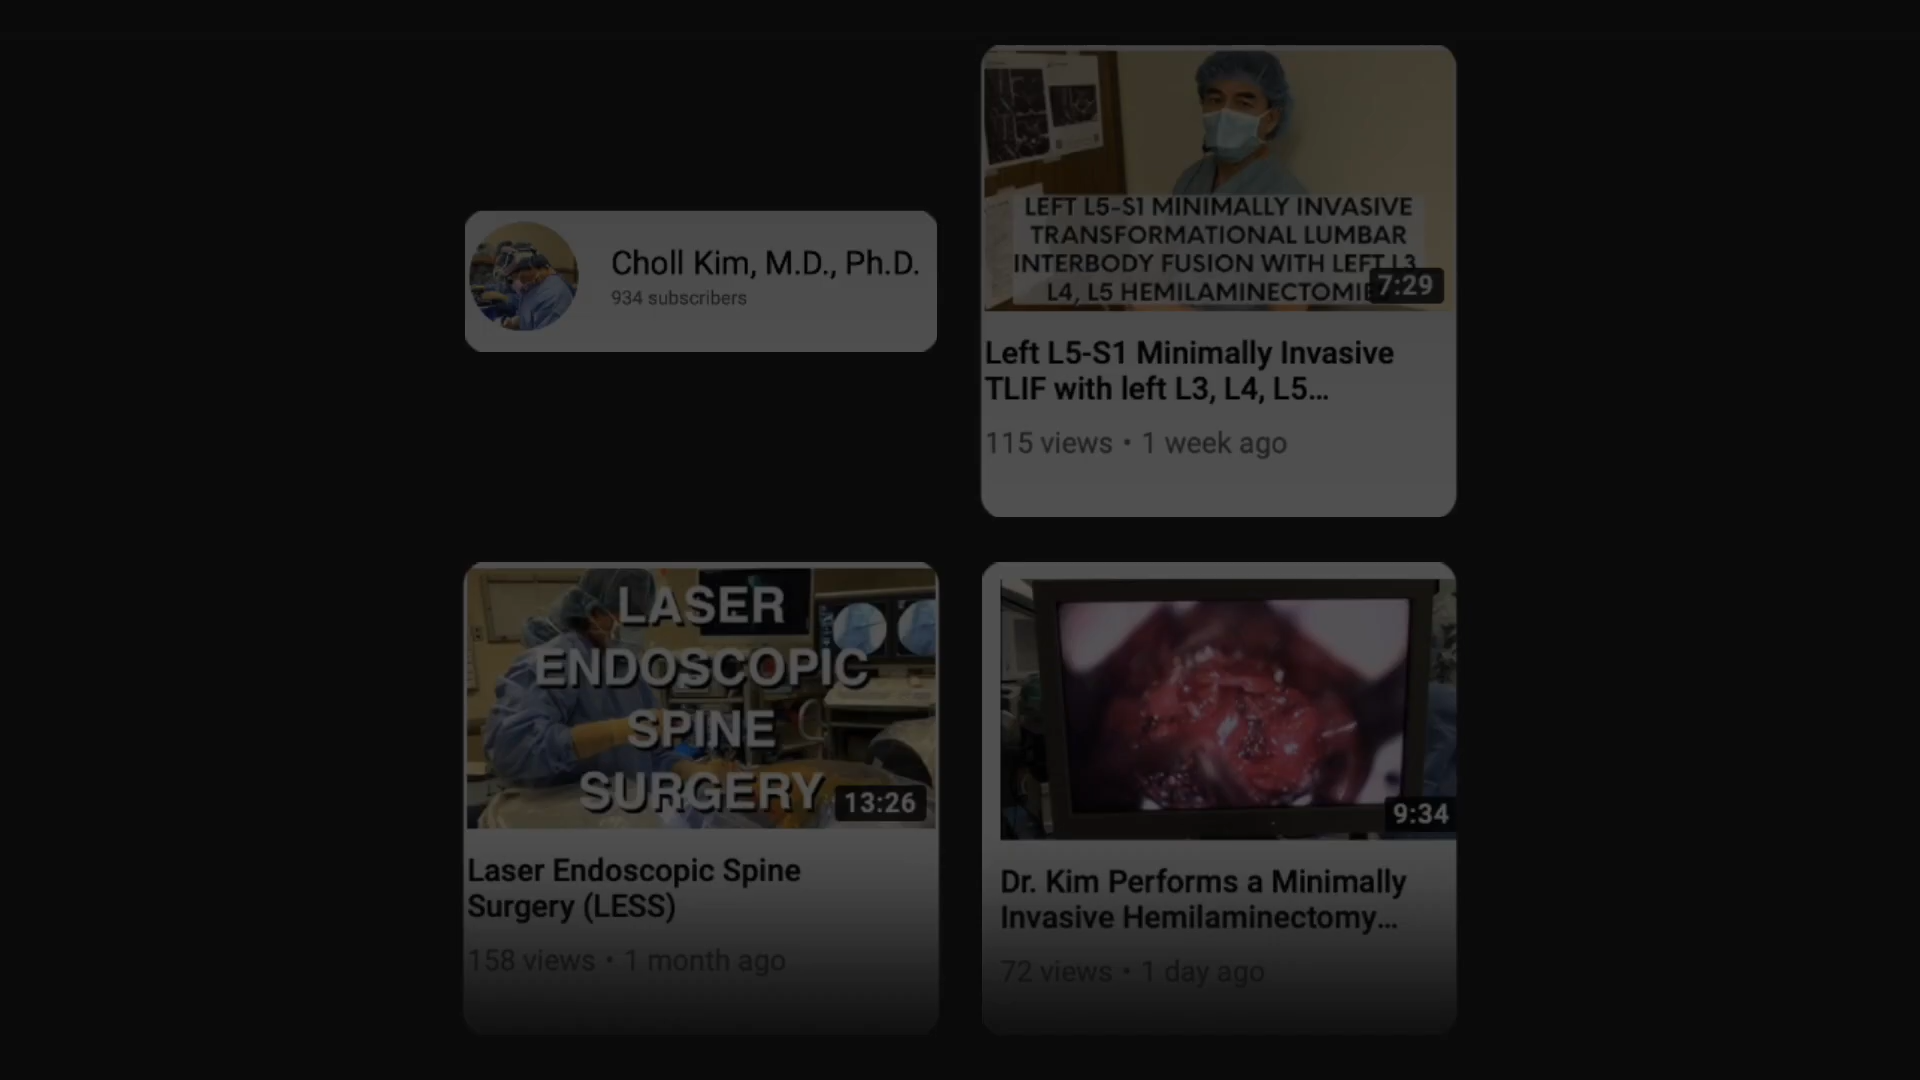 Choll Kim, M.D., Ph.D.
934 subscribers
LEFT L5-S1 MINIMALLY INVASIVE
TRANSFORMATIONAL LUMBAR
INTERBODY FUSION WITH LEFT L3,
L4, L5 HEMILAMINECTOMIE
7:29
Left L5-S1 Minimally Invasive
TLIF with left L3, L4, L5...
115 views • 1 week ago
LASER
ENDOSCOPIC
SPINE
SURGERY
13:26
Laser Endoscopic Spine
Surgery (LESS)
158 views • 1 month ago
9:34
Dr. Kim Performs a Minimally
Invasive Hemilaminectomy...
72 views • 1 day ago